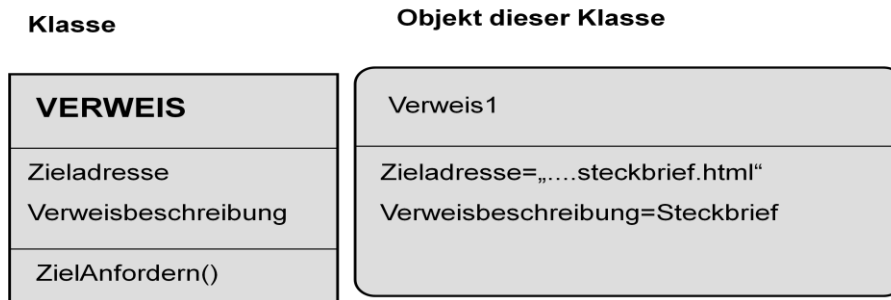 Klasse
Objekt dieser Klasse
VERWEIS
Zieladresse
Verweisbeschreibung
ZielAnfordern()
Verweis1
Zieladresse=„....steckbrief.html“
Verweisbeschreibung=Steckbrief